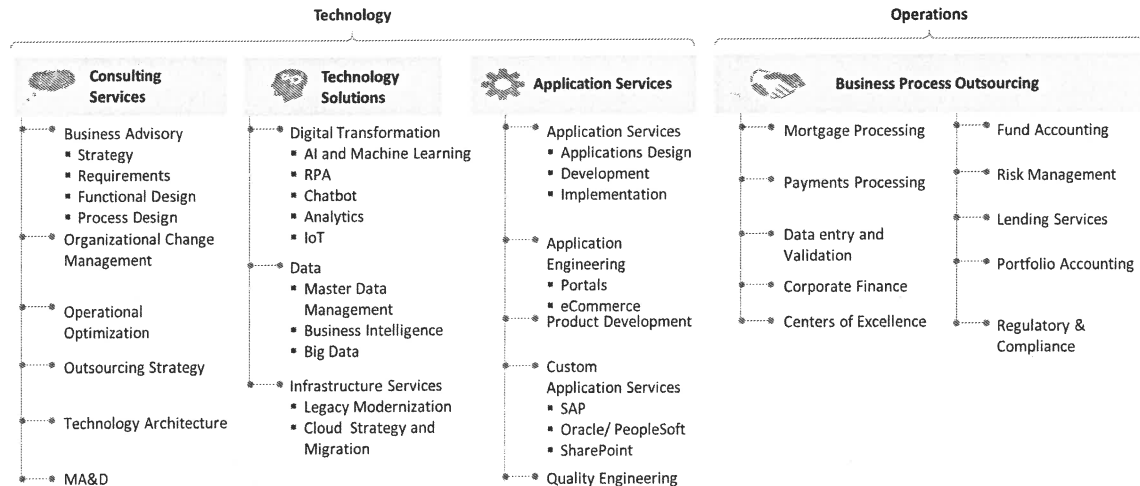 Technology
Operations
Consulting
Services
Technology
Solutions
Application Services
Business Process Outsourcing
Business Advisory
▪ Strategy
▪ Requirements
▪ Functional Design
▪ Process Design
Organizational Change
Management
Operational
Optimization
Outsourcing Strategy
Technology Architecture
MA&D
Digital Transformation
▪ AI and Machine Learning
▪ RPA
▪ Chatbot
▪ Analytics
▪ IoT
Data
▪ Master Data
Management
▪ Business Intelligence
▪ Big Data
Infrastructure Services
▪ Legacy Modernization
▪ Cloud Strategy and
Migration
Application Services
▪ Applications Design
▪ Development
▪ Implementation
Application
Engineering
▪ Portals
▪ eCommerce
Product Development
Custom
Application Services
▪ SAP
▪ Oracle/ PeopleSoft
▪ SharePoint
Quality Engineering
Mortgage Processing
Payments Processing
Data entry and
Validation
Corporate Finance
Centers of Excellence
Fund Accounting
Risk Management
Lending Services
Portfolio Accounting
Regulatory &
Compliance